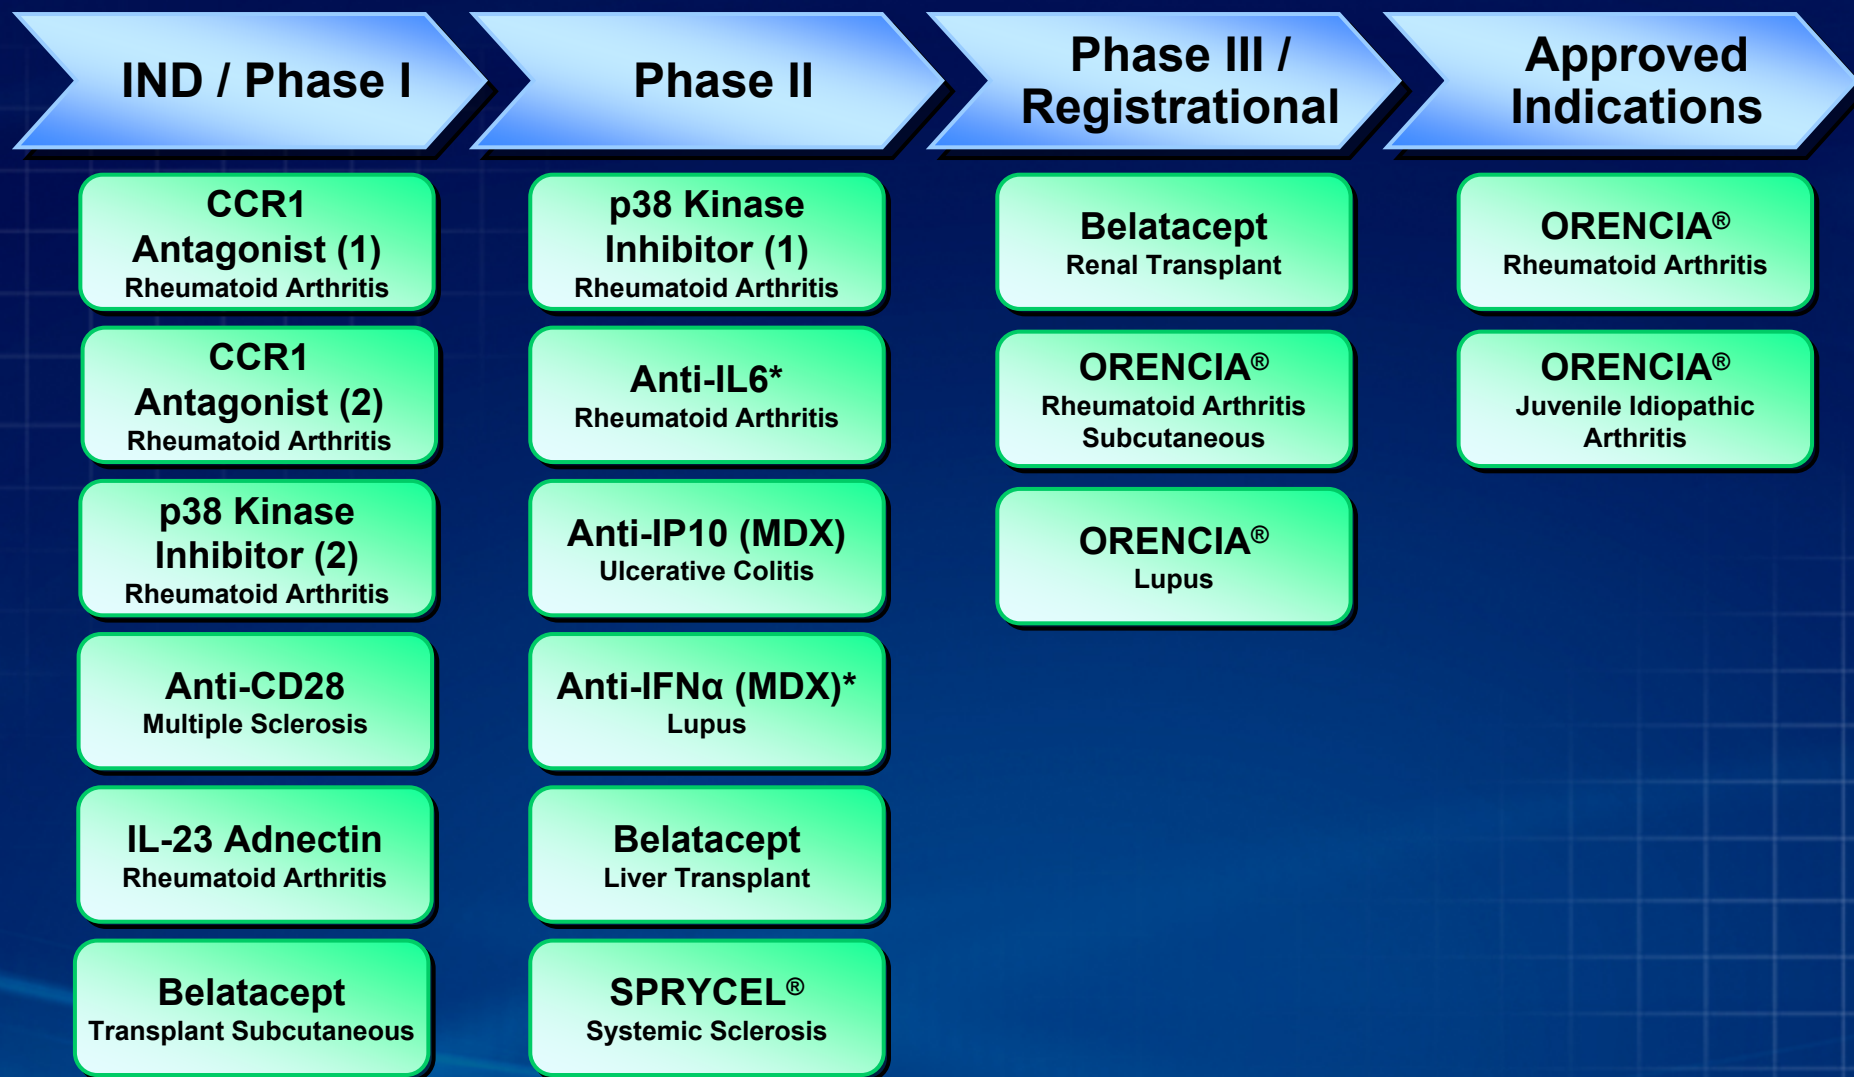 IND / Phase I
Phase II
Phase III /
Registrational
Approved
Indications
CCR1
Antagonist (1)
Rheumatoid Arthritis
CCR1
Antagonist (2)
Rheumatoid Arthritis
p38 Kinase
Inhibitor (2)
Rheumatoid Arthritis
Anti-CD28
Multiple Sclerosis
IL-23 Adnectin
Rheumatoid Arthritis
Belatacept
Transplant Subcutaneous
p38 Kinase
Inhibitor (1)
Rheumatoid Arthritis
Anti-IL6*
Rheumatoid Arthritis
Anti-IP10 (MDX)
Ulcerative Colitis
Anti-IFNα (MDX)*
Lupus
Belatacept
Liver Transplant
SPRYCEL®
Systemic Sclerosis
Belatacept
Renal Transplant
ORENCIA®
Rheumatoid Arthritis
Subcutaneous
ORENCIA®
Lupus
ORENCIA®
Rheumatoid Arthritis
ORENCIA®
Juvenile Idiopathic
Arthritis